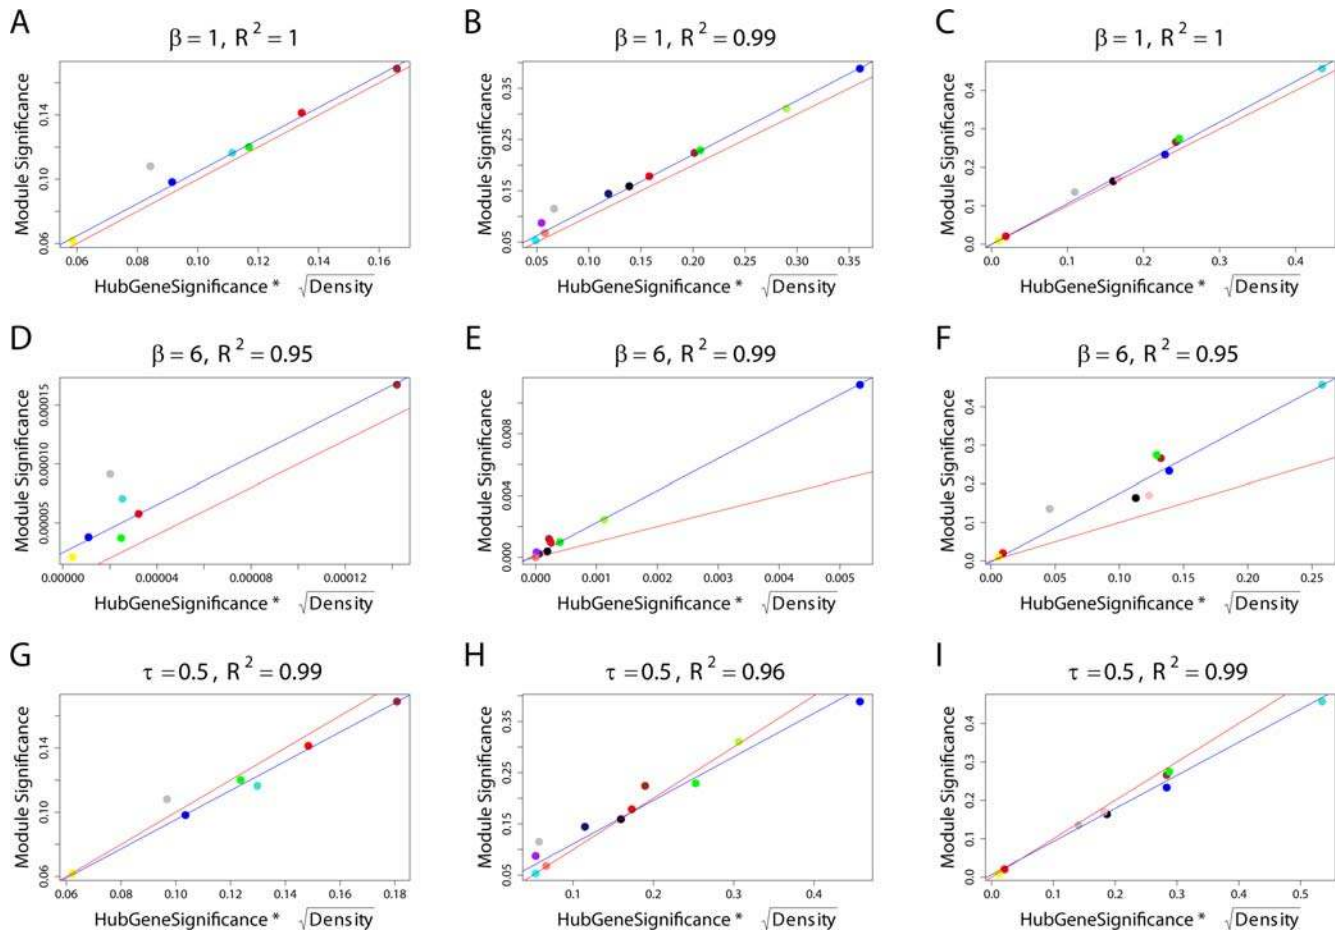 A
β = 1, R² = 1
Module Significance
0.14
0.10
0.06
0.06 0.08 0.10 0.12 0.14 0.16
HubGeneSignificance * √Density
B
β = 1, R² = 0.99
Module Significance
0.35
0.25
0.15
0.05
0.05 0.10 0.15 0.20 0.25 0.30 0.35
HubGeneSignificance * √Density
C
β = 1, R² = 1
Module Significance
0.4
0.3
0.2
0.1
0.0
0.0 0.2 0.4
HubGeneSignificance * √Density
D
β = 6, R² = 0.95
Module Significance
0.00015
0.00010
0.00005
0.00000 0.00004 0.00008 0.00012
HubGeneSignificance * √Density
E
β = 6, R² = 0.99
Module Significance
0.008
0.004
0.000
0.000 0.001 0.002 0.003 0.004 0.005
HubGeneSignificance * √Density
F
β = 6, R² = 0.95
Module Significance
0.4
0.3
0.2
0.1
0.0
0.00 0.05 0.10 0.15 0.20 0.25
HubGeneSignificance * √Density
G
τ = 0.5 , R² = 0.99
Module Significance
0.14
0.10
0.06
0.06 0.08 0.10 0.12 0.14 0.16 0.18
HubGeneSignificance * √Density
H
τ = 0.5 , R² = 0.96
Module Significance
0.35
0.25
0.15
0.05
0.1 0.2 0.3 0.4
HubGeneSignificance * √Density
I
τ = 0.5 , R² = 0.99
Module Significance
0.4
0.3
0.2
0.1
0.0
0.0 0.1 0.2 0.3 0.4 0.5
HubGeneSignificance * √Density